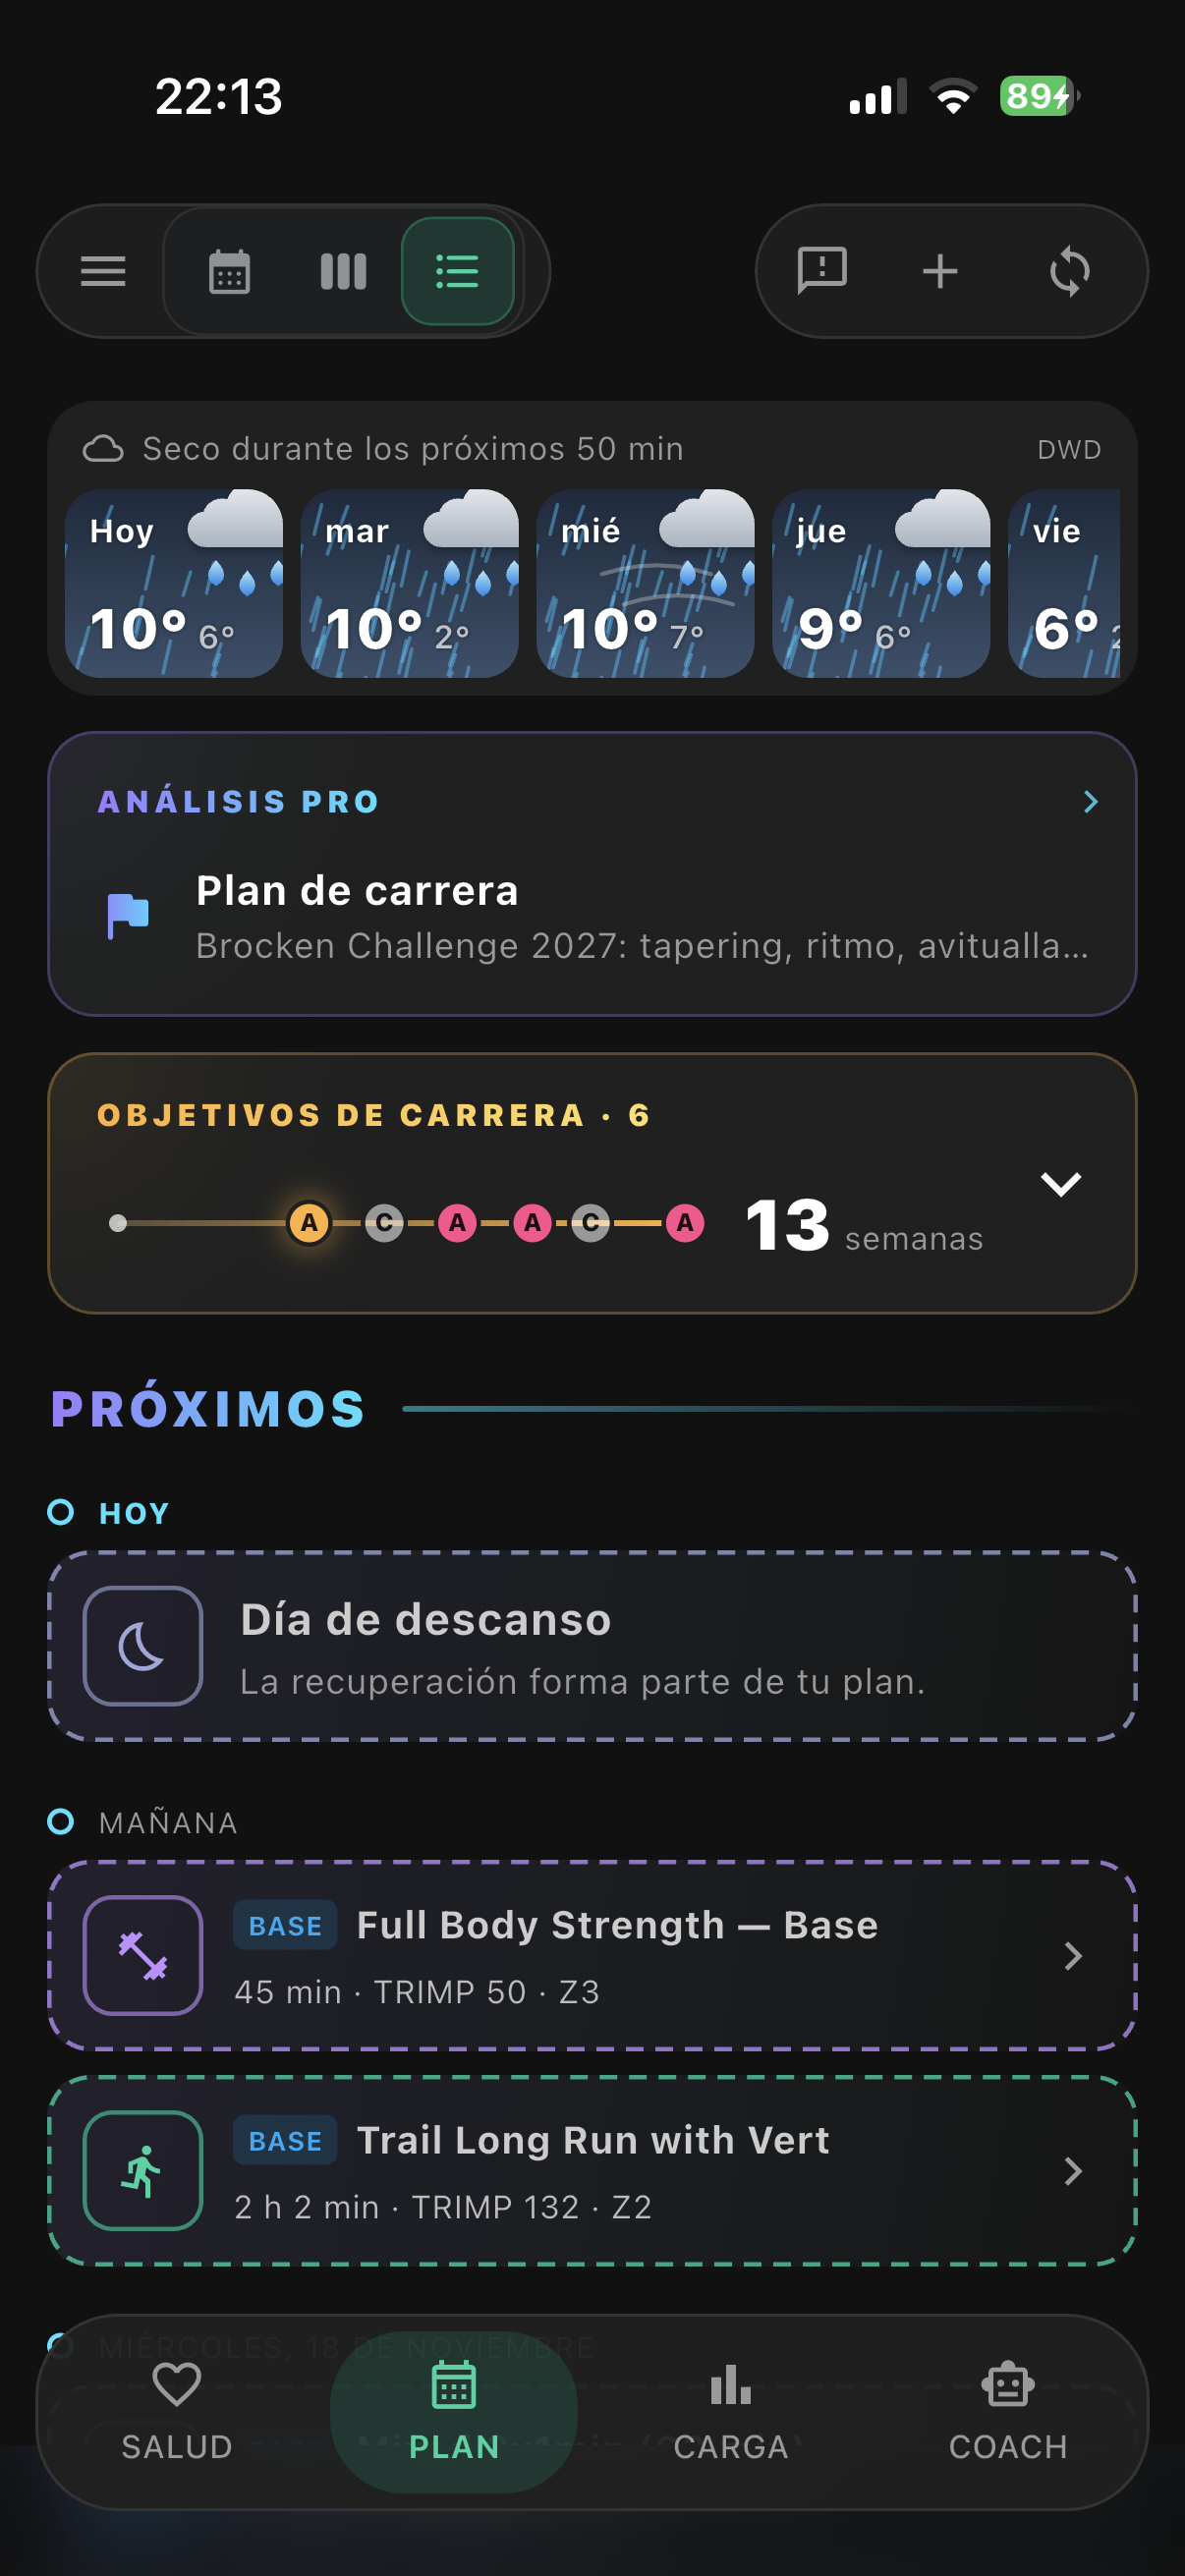 22:13
89
Seco durante los próximos 50 min
DWD
Hoy
10° 6°
mar
10° 2°
mié
10° 7°
jue
9° 6°
vie
6°
ANÁLISIS PRO
Plan de carrera
Brocken Challenge 2027: tapering, ritmo, avitualla...
OBJETIVOS DE CARRERA · 6
A C A A C A
13 semanas
PRÓXIMOS
HOY
Día de descanso
La recuperación forma parte de tu plan.
MAÑANA
BASE Full Body Strength — Base
45 min · TRIMP 50 · Z3
BASE Trail Long Run with Vert
2 h 2 min · TRIMP 132 · Z2
MIÉRCOLES, 18 DE NOVIEMBRE
SALUD
PLAN
CARGA
COACH